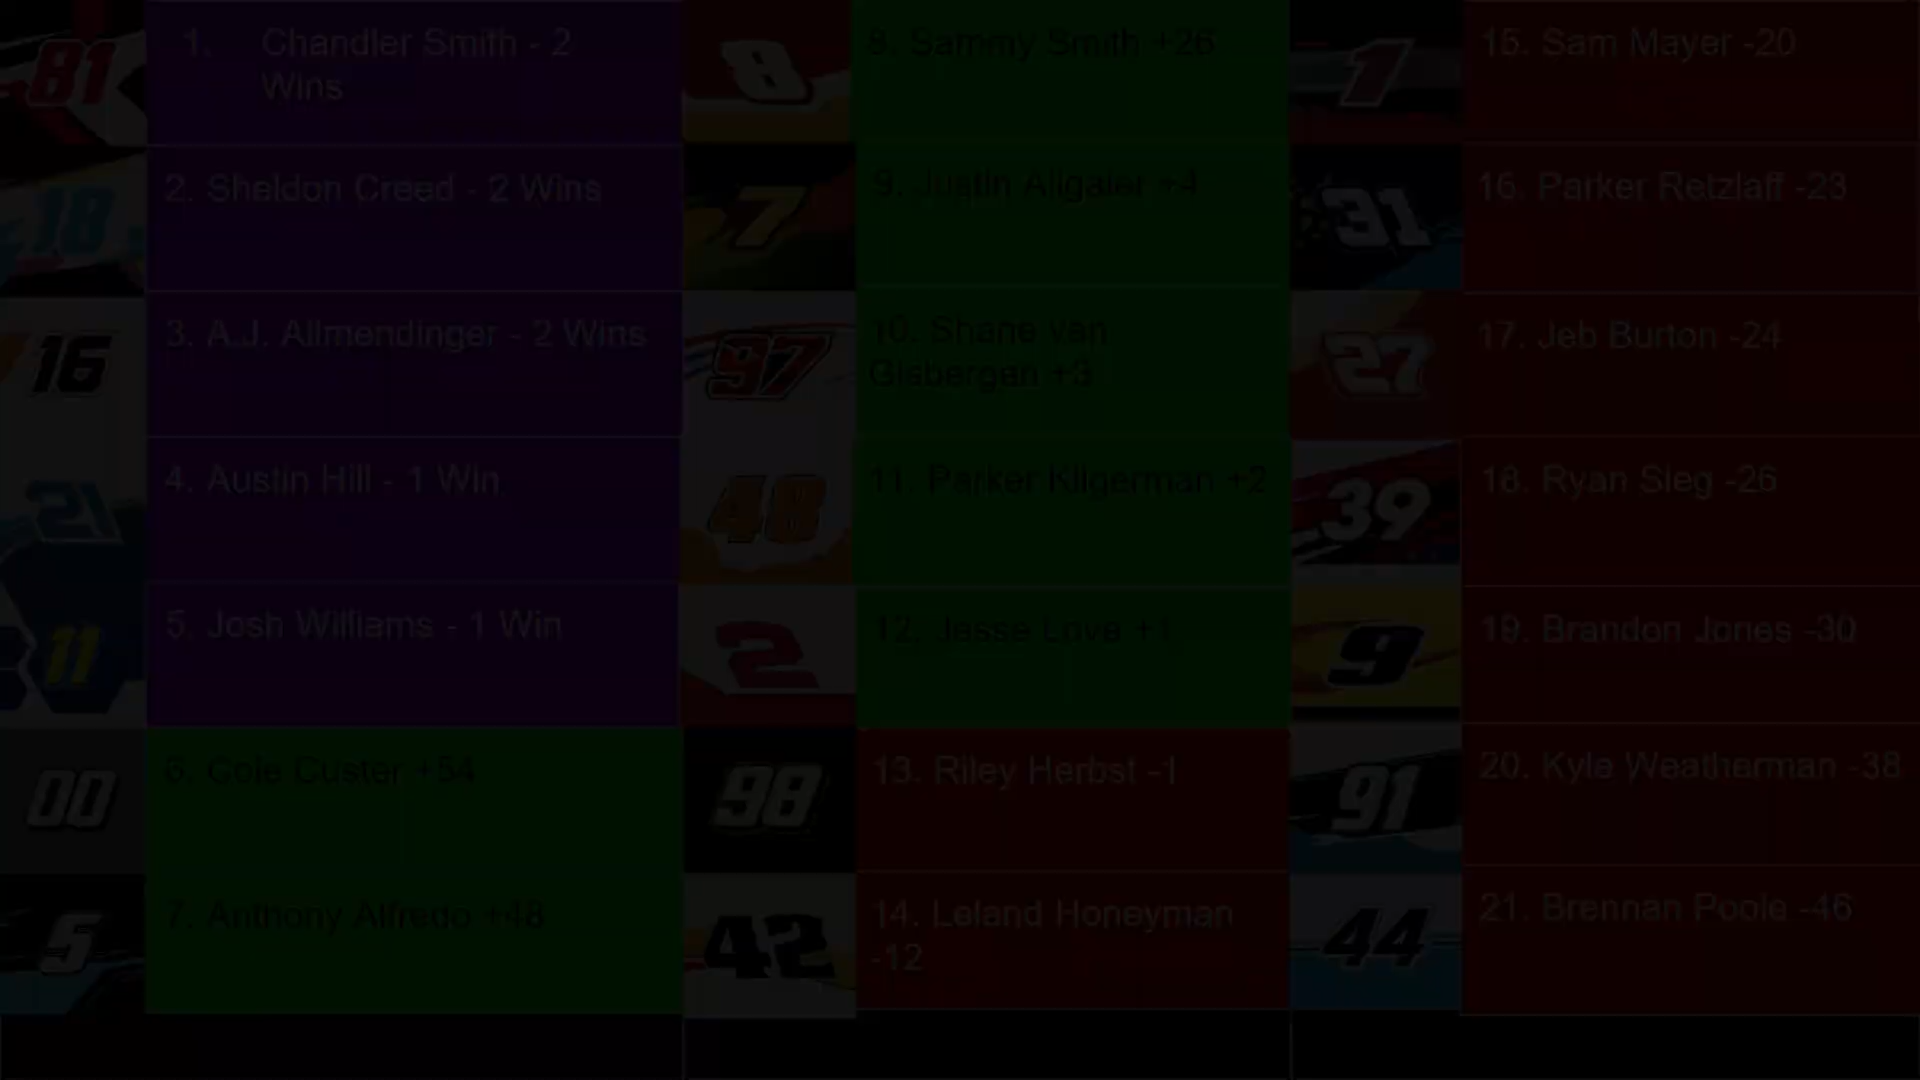 81
1. Chandler Smith - 2
Wins
18
2. Sheldon Creed - 2 Wins
16
3. A.J. Allmendinger - 2 Wins
21
4. Austin Hill - 1 Win
11
5. Josh Williams - 1 Win
00
6. Cole Custer +54
5
7. Anthony Alfredo +48
8
8. Sammy Smith +26
7
9. Justin Allgaier +4
97
10. Shane van
Gisbergen +3
48
11. Parker Kilgerman +2
2
12. Jesse Love +1
98
13. Riley Herbst -1
42
14. Leland Honeyman
-12
1
15. Sam Mayer -20
31
16. Parker Retzlaff -23
27
17. Jeb Burton -24
39
18. Ryan Sieg -26
9
19. Brandon Jones -30
91
20. Kyle Weatherman -38
44
21. Brennan Poole -46